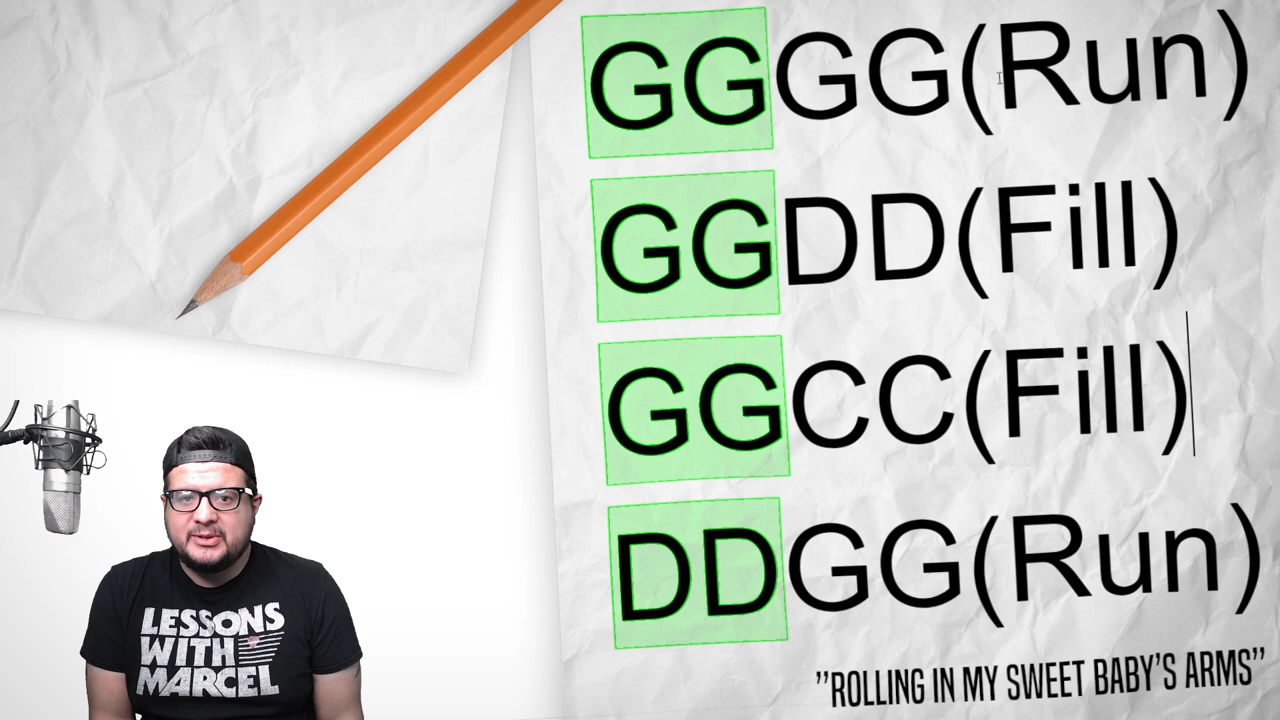 GGGG(Run)
GGDD(Fill)
GGCC(Fill)
DDGG(Run)
"ROLLING IN MY SWEET BABY'S ARMS"
LESSONS
WITH
MARCEL